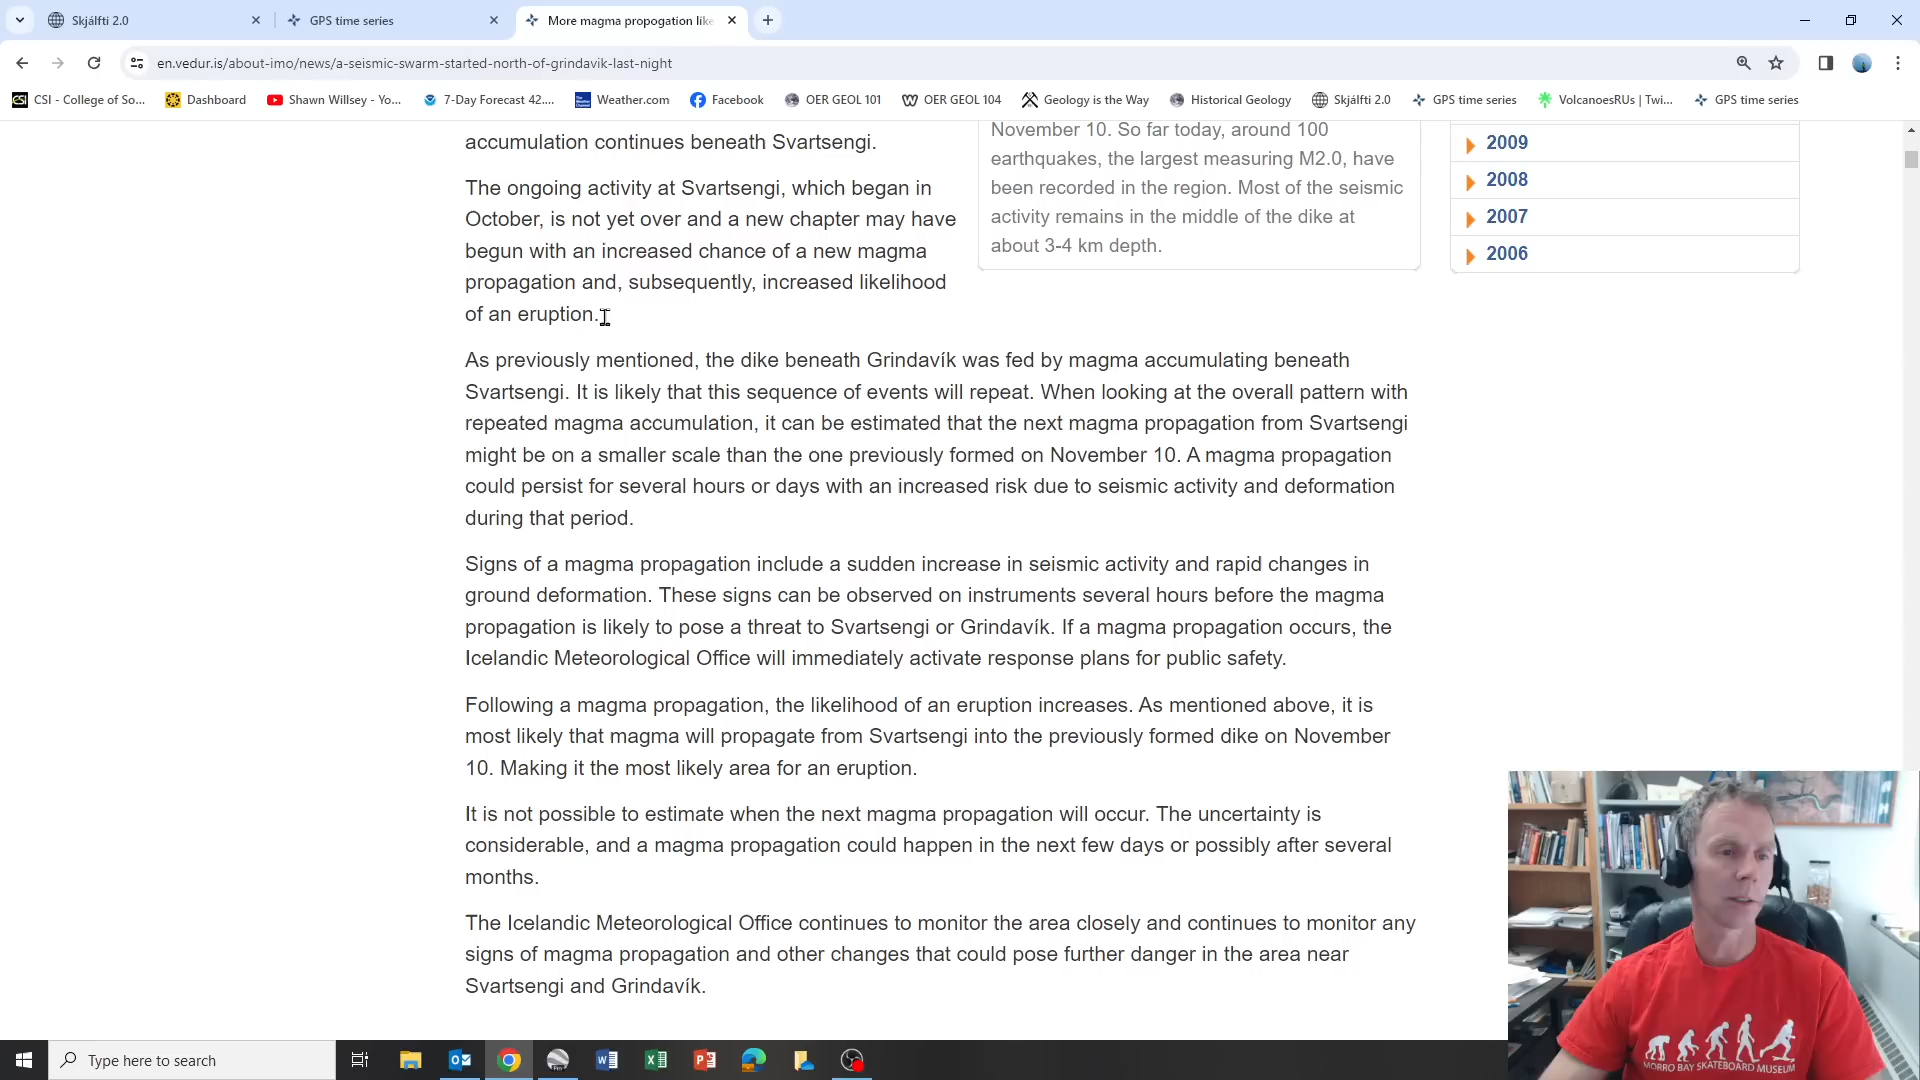 Skjálfti 2.0
GPS time series
More magma propogation like
en.vedur.is/about-imo/news/a-seismic-swarm-started-north-of-grindavik-last-night
CSI - College of So...
Dashboard
Shawn Willsey - Yo...
7-Day Forecast 42....
Weather.com
Facebook
OER GEOL 101
OER GEOL 104
Geology is the Way
Historical Geology
Skjálfti 2.0
GPS time series
VolcanoesRUs | Twi...
GPS time series
accumulation continues beneath Svartsengi.
The ongoing activity at Svartsengi, which began in
October, is not yet over and a new chapter may have
begun with an increased chance of a new magma
propagation and, subsequently, increased likelihood
of an eruption.
November 10. So far today, around 100
earthquakes, the largest measuring M2.0, have
been recorded in the region. Most of the seismic
activity remains in the middle of the dike at
about 3-4 km depth.
2009
2008
2007
2006
As previously mentioned, the dike beneath Grindavík was fed by magma accumulating beneath
Svartsengi. It is likely that this sequence of events will repeat. When looking at the overall pattern with
repeated magma accumulation, it can be estimated that the next magma propagation from Svartsengi
might be on a smaller scale than the one previously formed on November 10. A magma propagation
could persist for several hours or days with an increased risk due to seismic activity and deformation
during that period.
Signs of a magma propagation include a sudden increase in seismic activity and rapid changes in
ground deformation. These signs can be observed on instruments several hours before the magma
propagation is likely to pose a threat to Svartsengi or Grindavík. If a magma propagation occurs, the
Icelandic Meteorological Office will immediately activate response plans for public safety.
Following a magma propagation, the likelihood of an eruption increases. As mentioned above, it is
most likely that magma will propagate from Svartsengi into the previously formed dike on November
10. Making it the most likely area for an eruption.
It is not possible to estimate when the next magma propagation will occur. The uncertainty is
considerable, and a magma propagation could happen in the next few days or possibly after several
months.
The Icelandic Meteorological Office continues to monitor the area closely and continues to monitor any
signs of magma propagation and other changes that could pose further danger in the area near
Svartsengi and Grindavík.
MORRO BAY SKATEBOARD MUSEUM
Type here to search